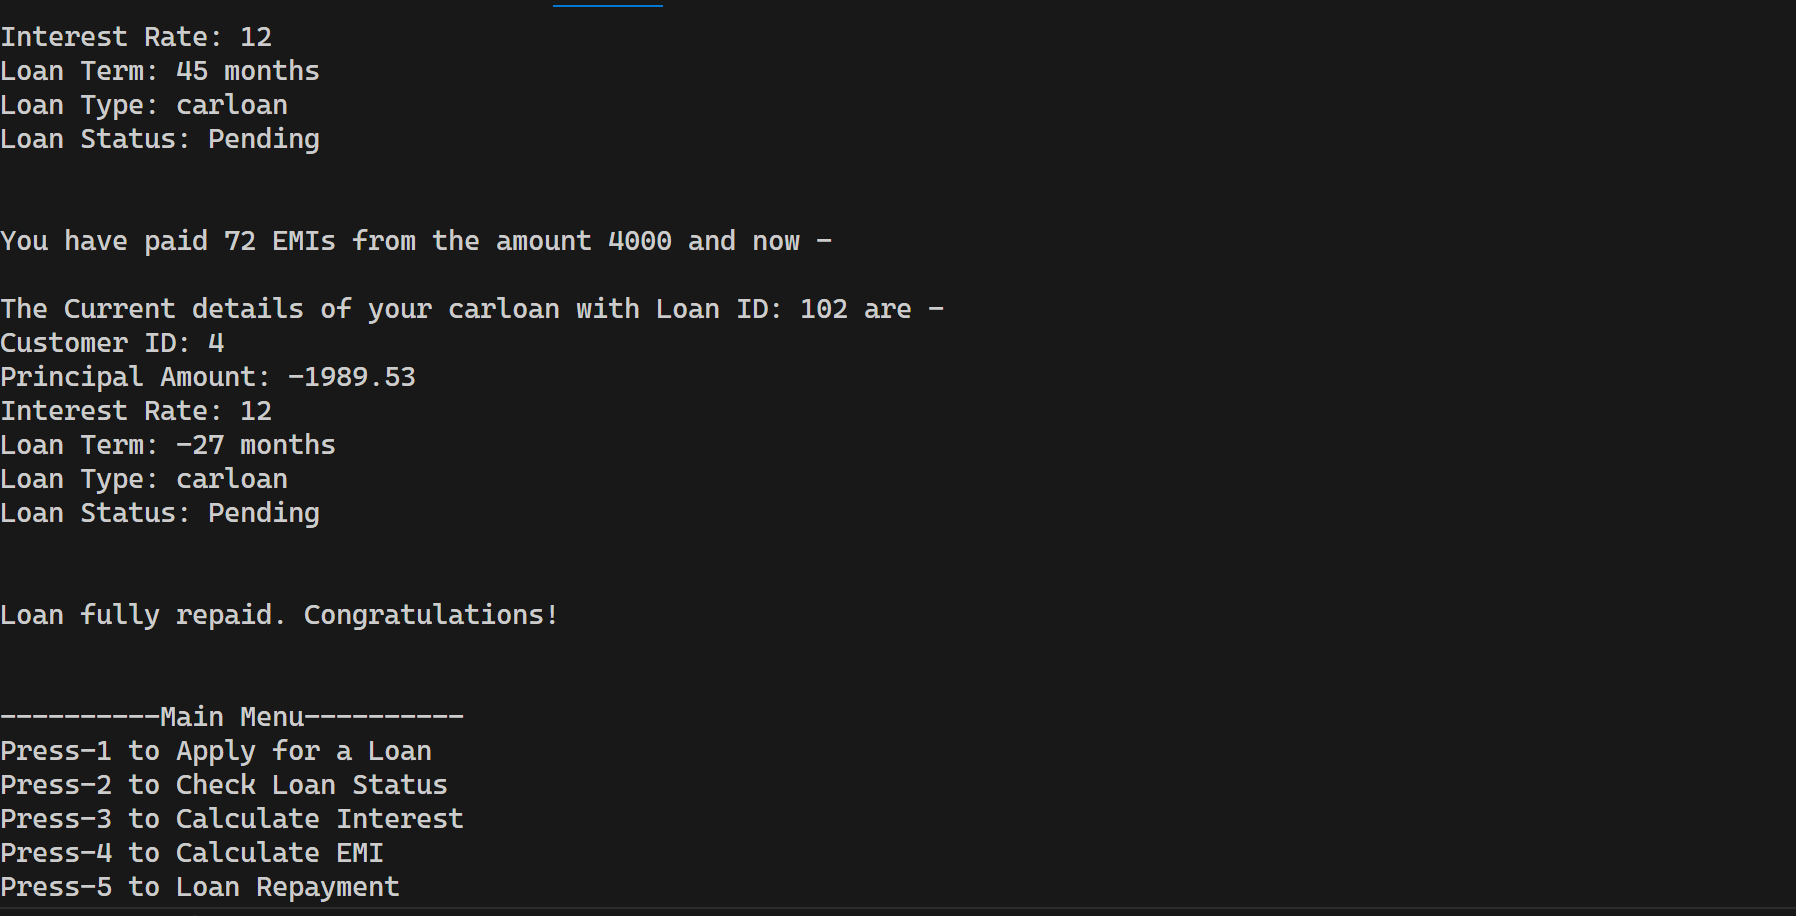 Interest Rate: 12
Loan Term: 45 months
Loan Type: carloan
Loan Status: Pending
You have paid 72 EMIs from the amount 4000 and now -
The Current details of your carloan with Loan ID: 102 are -
Customer ID: 4
Principal Amount: -1989.53
Interest Rate: 12
Loan Term: -27 months
Loan Type: carloan
Loan Status: Pending
Loan fully repaid. Congratulations!
----------Main Menu----------
Press-1 to Apply for a Loan
Press-2 to Check Loan Status
Press-3 to Calculate Interest
Press-4 to Calculate EMI
Press-5 to Loan Repayment